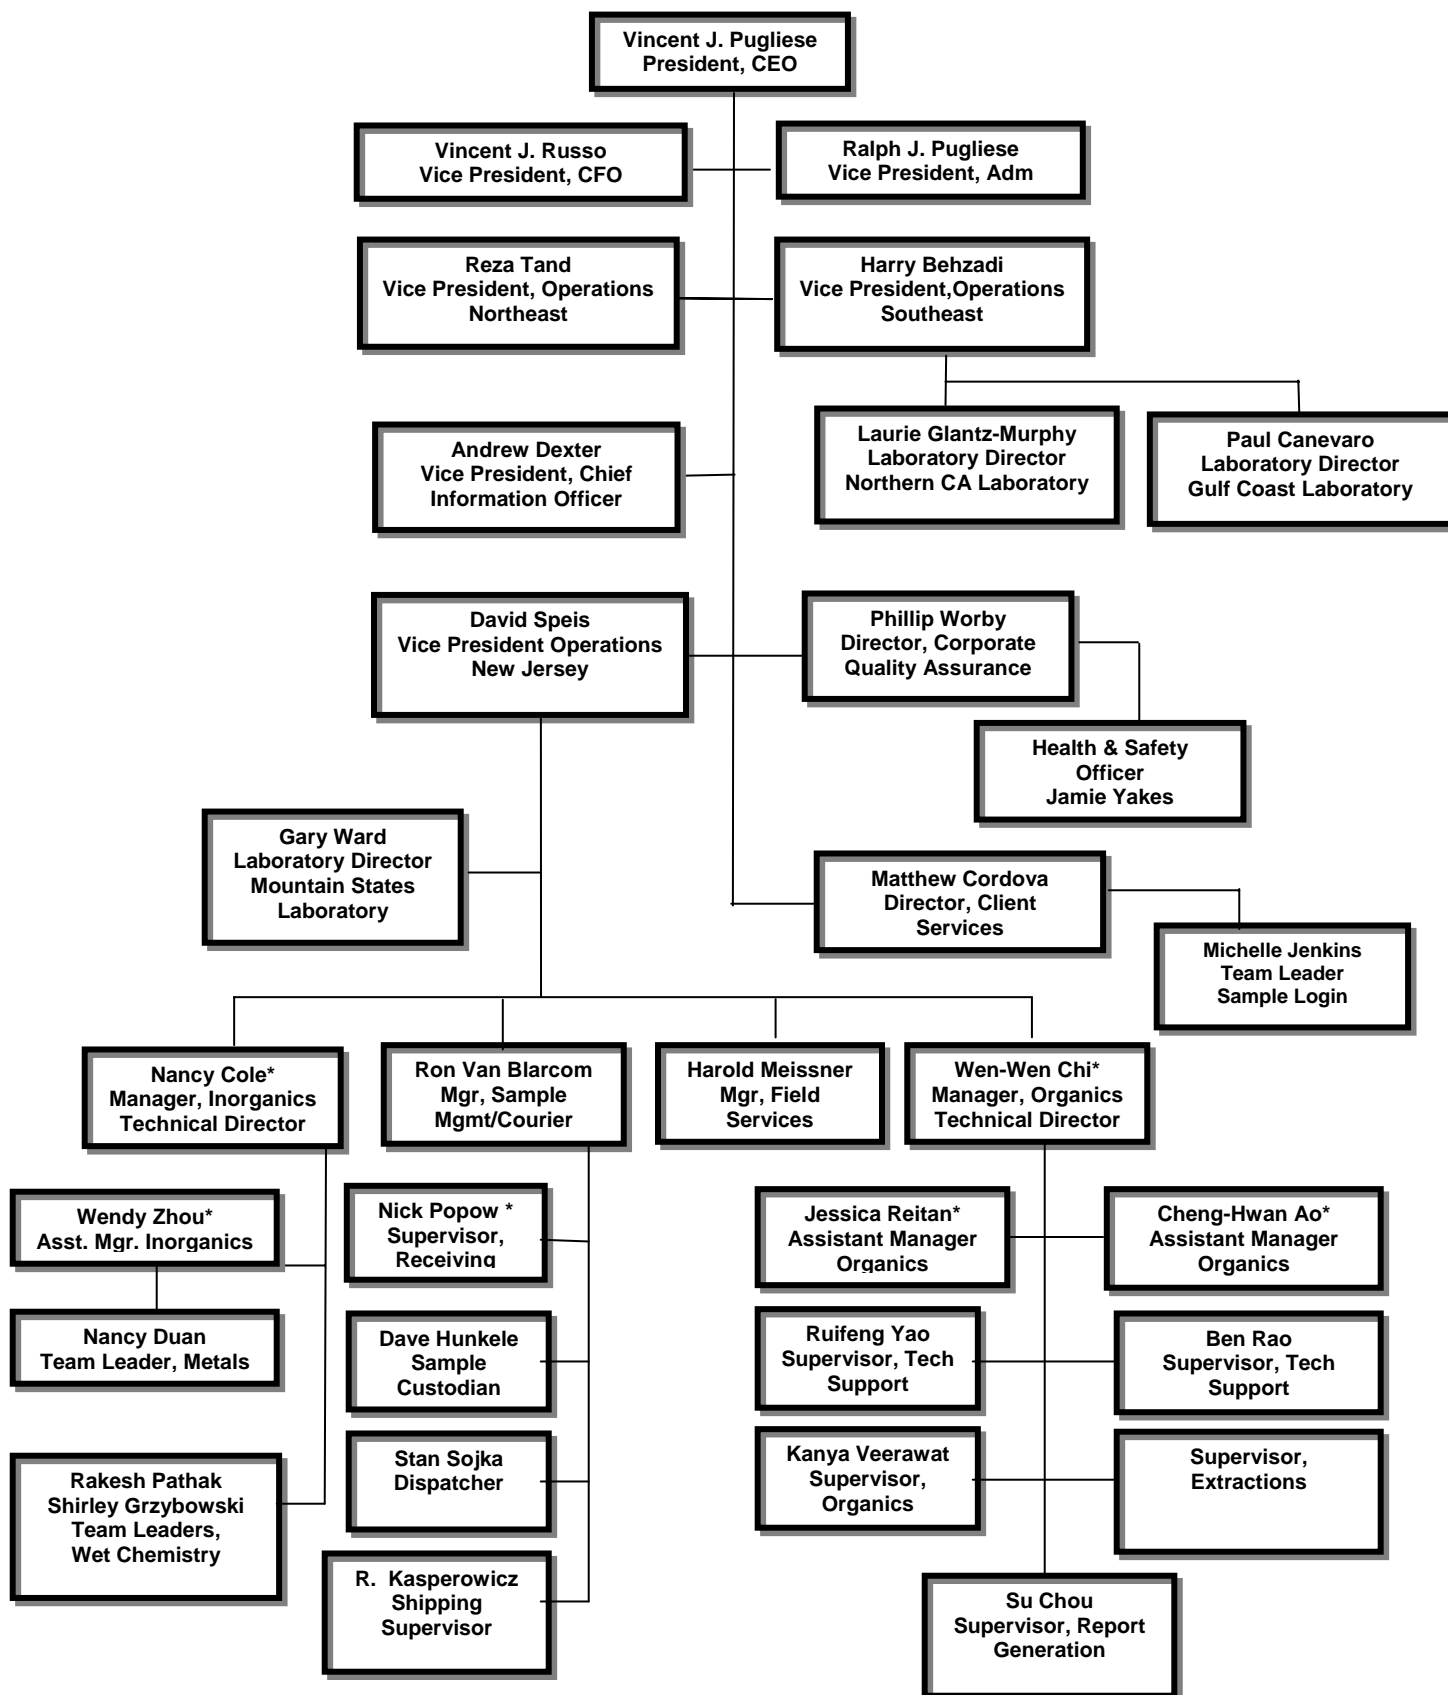 Vincent J. Pugliese
President, CEO
Vincent J. Russo
Vice President, CFO
Ralph J. Pugliese
Vice President, Adm
Reza Tand
Vice President, Operations
Northeast
Harry Behzadi
Vice President,Operations
Southeast
Andrew Dexter
Vice President, Chief
Information Officer
Laurie Glantz-Murphy
Laboratory Director
Northern CA Laboratory
Paul Canevaro
Laboratory Director
Gulf Coast Laboratory
David Speis
Vice President Operations
New Jersey
Phillip Worby
Director, Corporate
Quality Assurance
Health & Safety
Officer
Jamie Yakes
Gary Ward
Laboratory Director
Mountain States
Laboratory
Matthew Cordova
Director, Client
Services
Michelle Jenkins
Team Leader
Sample Login
Nancy Cole*
Manager, Inorganics
Technical Director
Ron Van Blarcom
Mgr, Sample
Mgmt/Courier
Harold Meissner
Mgr, Field
Services
Wen-Wen Chi*
Manager, Organics
Technical Director
Wendy Zhou*
Asst. Mgr. Inorganics
Nancy Duan
Team Leader, Metals
Rakesh Pathak
Shirley Grzybowski
Team Leaders,
Wet Chemistry
Nick Popow *
Supervisor,
Receiving
Dave Hunkele
Sample
Custodian
Stan Sojka
Dispatcher
R.  Kasperowicz
Shipping
Supervisor
Jessica Reitan*
Assistant Manager
Organics
Cheng-Hwan Ao*
Assistant Manager
Organics
Ruifeng Yao
Supervisor, Tech
Support
Ben Rao
Supervisor, Tech
Support
Kanya Veerawat
Supervisor,
Organics
Supervisor,
Extractions
Su Chou
Supervisor, Report
Generation